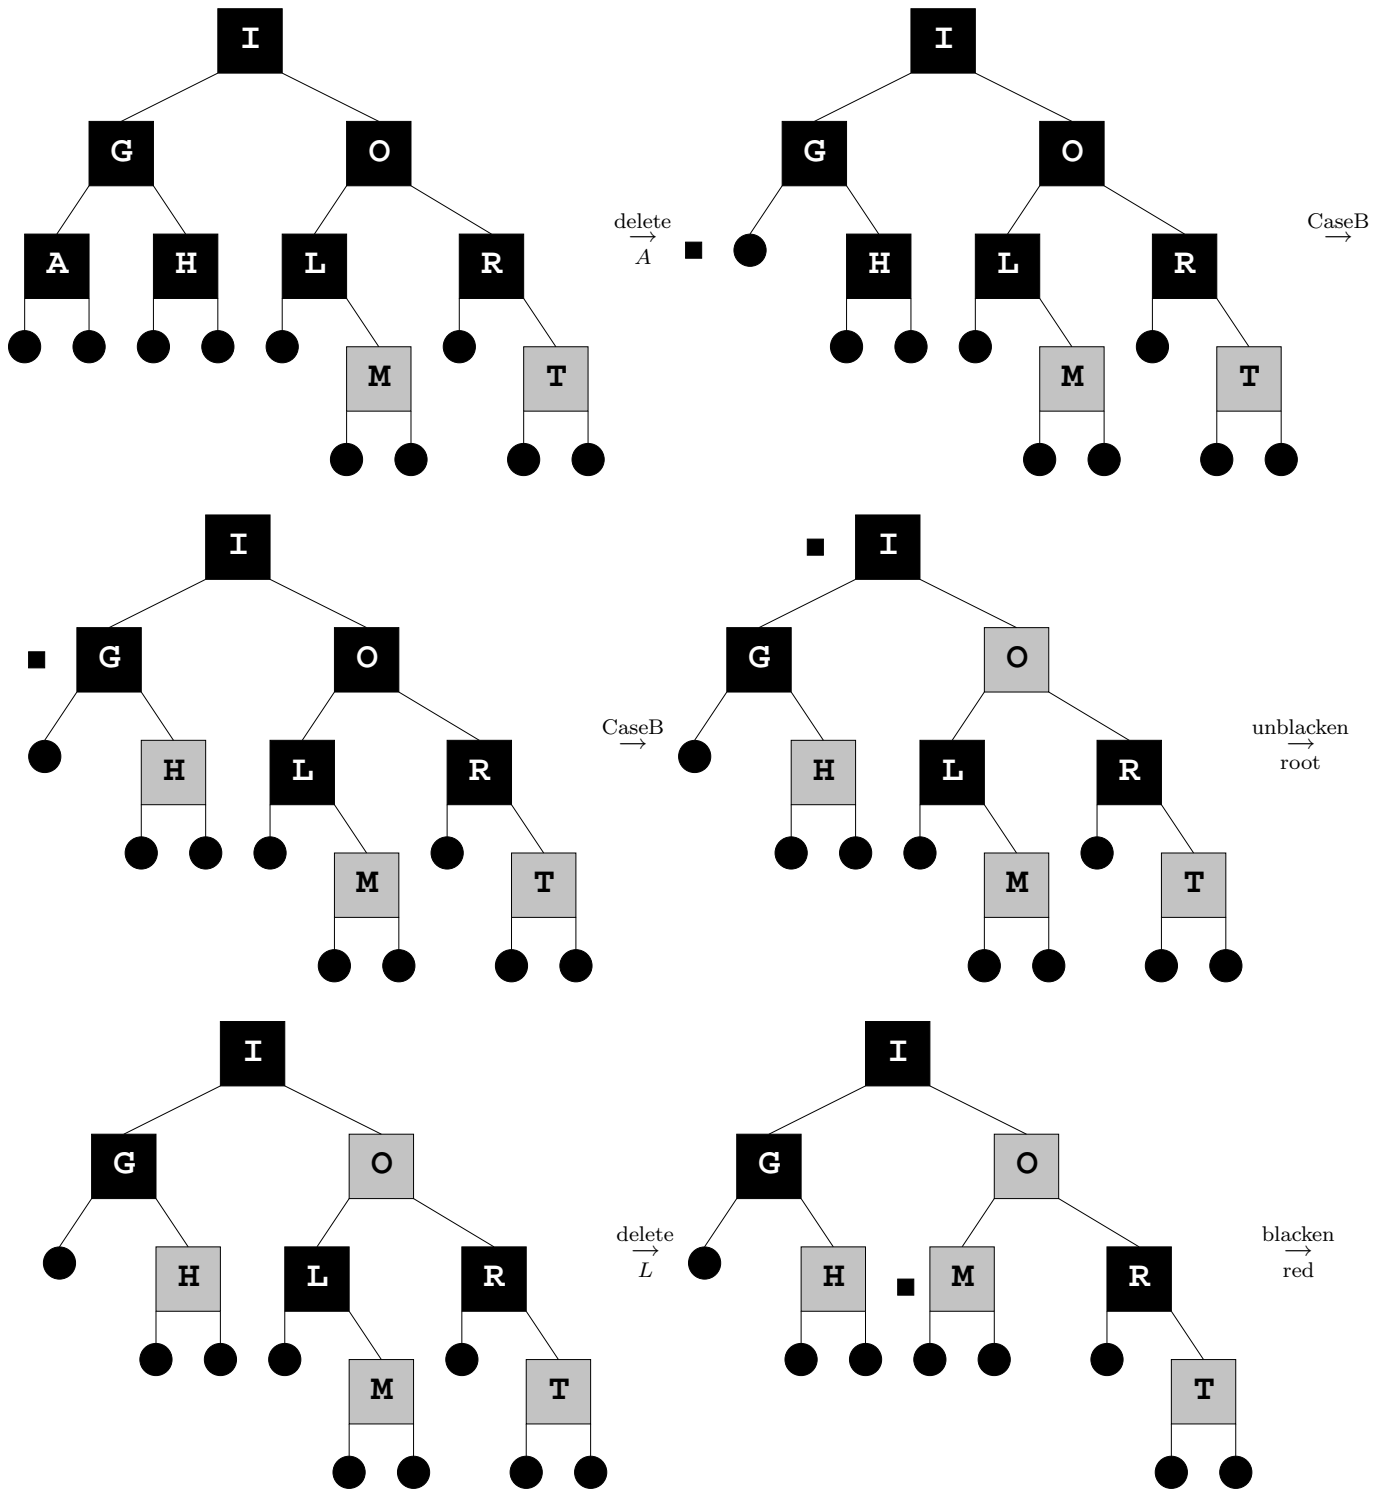 I I
G O G O
delete
→
A
CaseB
→
A H L R H L R
M T M T
I I
G O G O
CaseB
→
unblacken
→
root
H L R H L R
M T M T
I I
G O G O
delete
→
L
blacken
→
red
H L R H M R
M T T